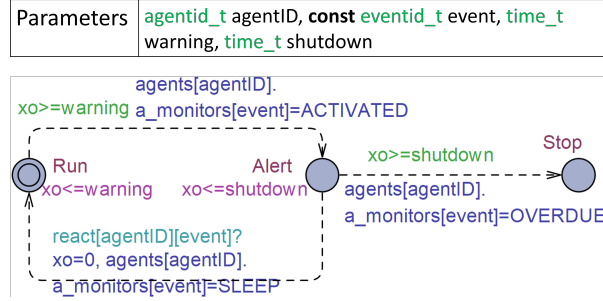 Parameters
agentid_t agentID, const eventid_t event, time_t
warning, time_t shutdown
agents[agentID].
xo>=warning a_monitors[event]=ACTIVATED
Stop
xo>=shutdown
Run
Alert
xo<=warning
xo<=shutdown
agents[agentID].
a_monitors[event]=OVERDUE
react[agentID][event]?
xo=0, agents[agentID].
a_monitors[event]=SLEEP